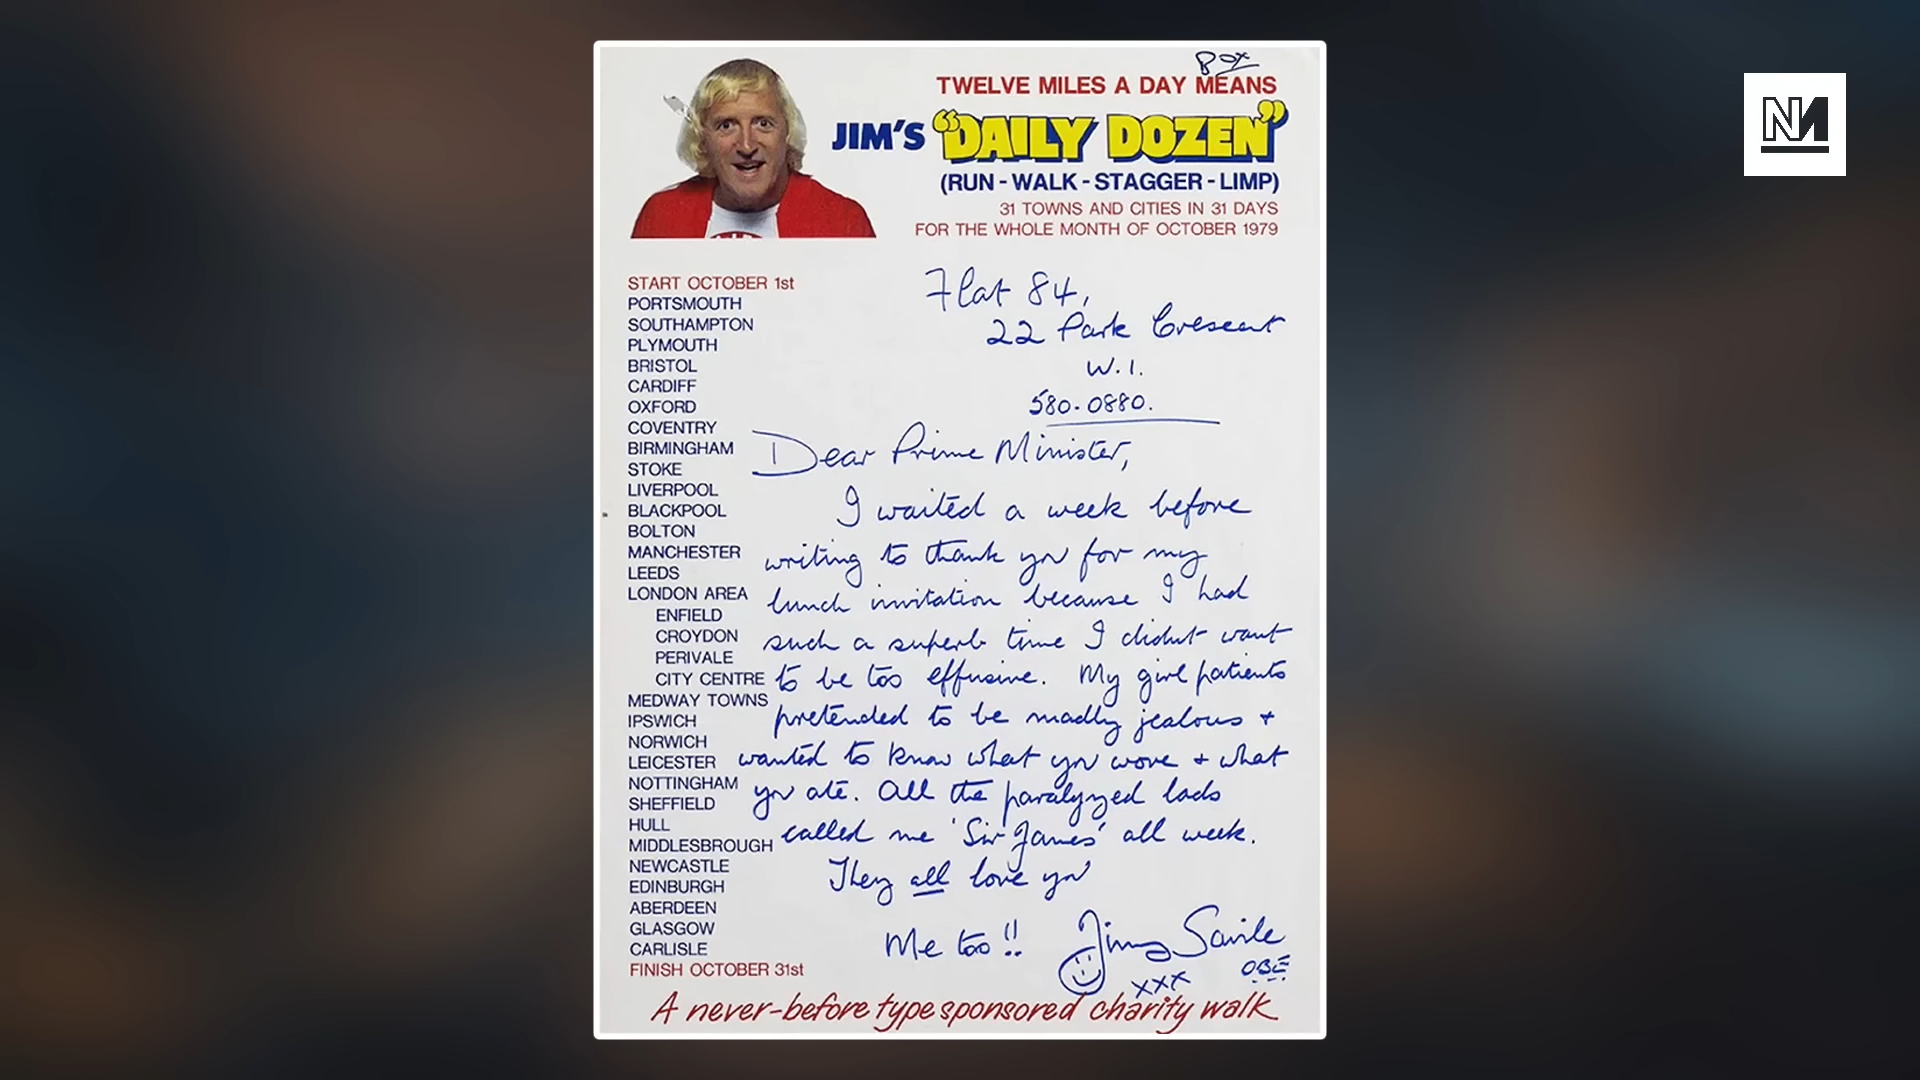 Box
TWELVE MILES A DAY MEANS
JIM'S "DAILY DOZEN"
(RUN - WALK - STAGGER - LIMP)
31 TOWNS AND CITIES IN 31 DAYS
FOR THE WHOLE MONTH OF OCTOBER 1979
NM
START OCTOBER 1st
PORTSMOUTH
SOUTHAMPTON
PLYMOUTH
BRISTOL
CARDIFF
OXFORD
COVENTRY
BIRMINGHAM
STOKE
LIVERPOOL
BLACKPOOL
BOLTON
MANCHESTER
LEEDS
LONDON AREA
ENFIELD
CROYDON
PERIVALE
CITY CENTRE
MEDWAY TOWNS
IPSWICH
NORWICH
LEICESTER
NOTTINGHAM
SHEFFIELD
HULL
MIDDLESBROUGH
NEWCASTLE
EDINBURGH
ABERDEEN
GLASGOW
CARLISLE
FINISH OCTOBER 31st
Flat 84,
22 Park Crescent
W.1.
580-0880.
Dear Prime Minister,
I waited a week before
writing to thank you for my
lunch invitation because I had
such a superb time I didnt want
to be too effusive. My girl patients
pretended to be madly jealous +
wanted to know what you wore + what
you ate. All the paralyzed lads
called me 'Sir James' all week.
They all love you
Me too!! Jimmy Savile
OBE
xxx
A never-before type sponsored charity walk